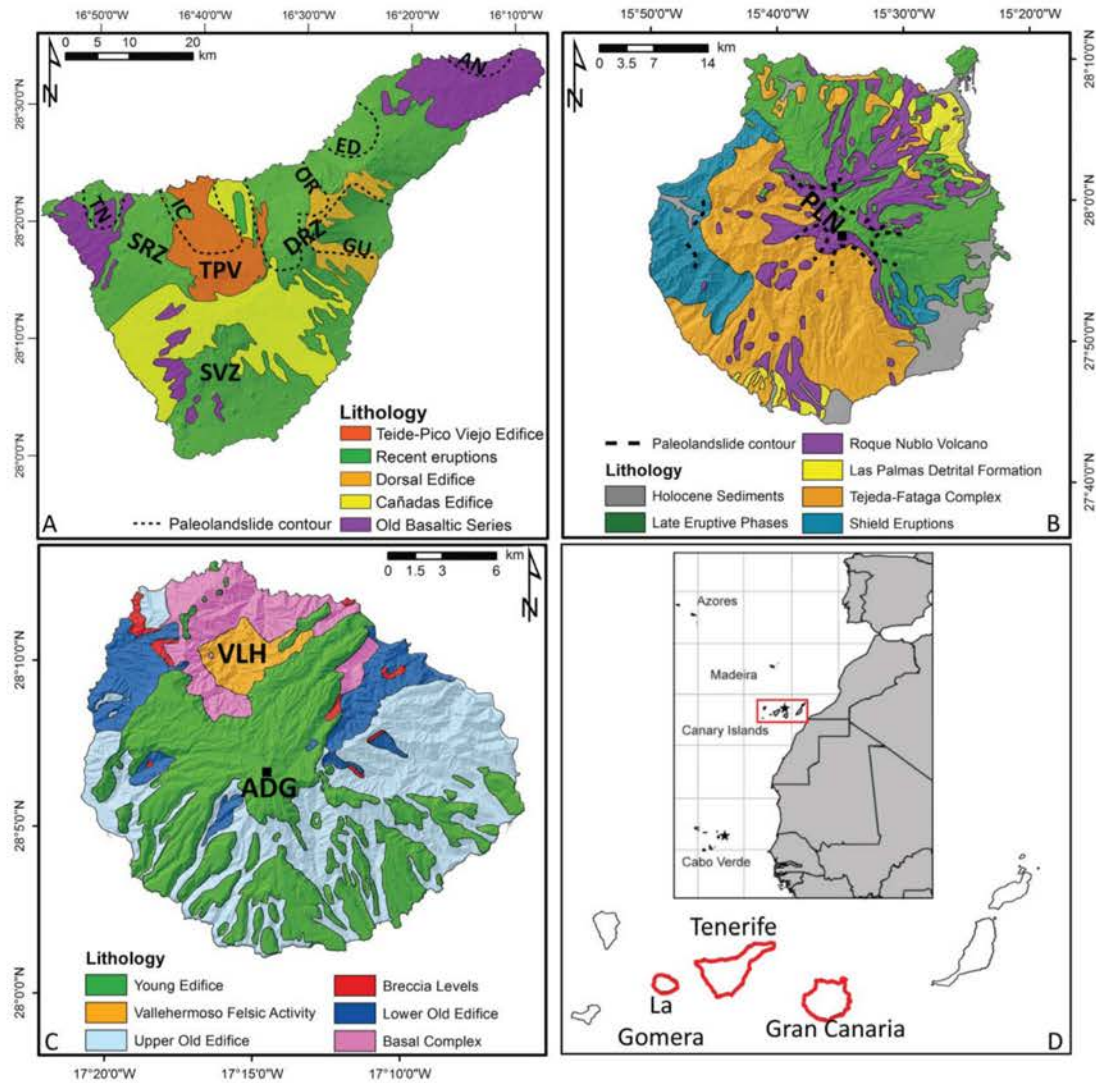 16°50'0"W 16°40'0"W 16°30'0"W 16°20'0"W 16°10'0"W
0 5 10 20
km
N
28°30'0"N
28°20'0"N
28°10'0"N
28°0'0"N
AN
ED
OR
TN
IC
SRZ
DRZ
GU
TPV
SVZ
Lithology
Teide-Pico Viejo Edifice
Recent eruptions
Dorsal Edifice
Cañadas Edifice
Old Basaltic Series
Paleolandslide contour
A
15°50'0"W 15°40'0"W 15°30'0"W 15°20'0"W
0 3.5 7 14
km
N
28°10'0"N
28°0'0"N
27°50'0"N
27°40'0"N
PLN
Paleolandslide contour
Lithology
Holocene Sediments
Late Eruptive Phases
Roque Nublo Volcano
Las Palmas Detrital Formation
Tejeda-Fataga Complex
Shield Eruptions
B
0 1.5 3 6
km
N
28°10'0"N
28°5'0"N
28°0'0"N
VLH
ADG
Lithology
Young Edifice
Vallehermoso Felsic Activity
Upper Old Edifice
Breccia Levels
Lower Old Edifice
Basal Complex
C
17°20'0"W 17°15'0"W 17°10'0"W
Azores
Madeira
Canary Islands
Cabo Verde
Tenerife
La
Gomera
Gran Canaria
D